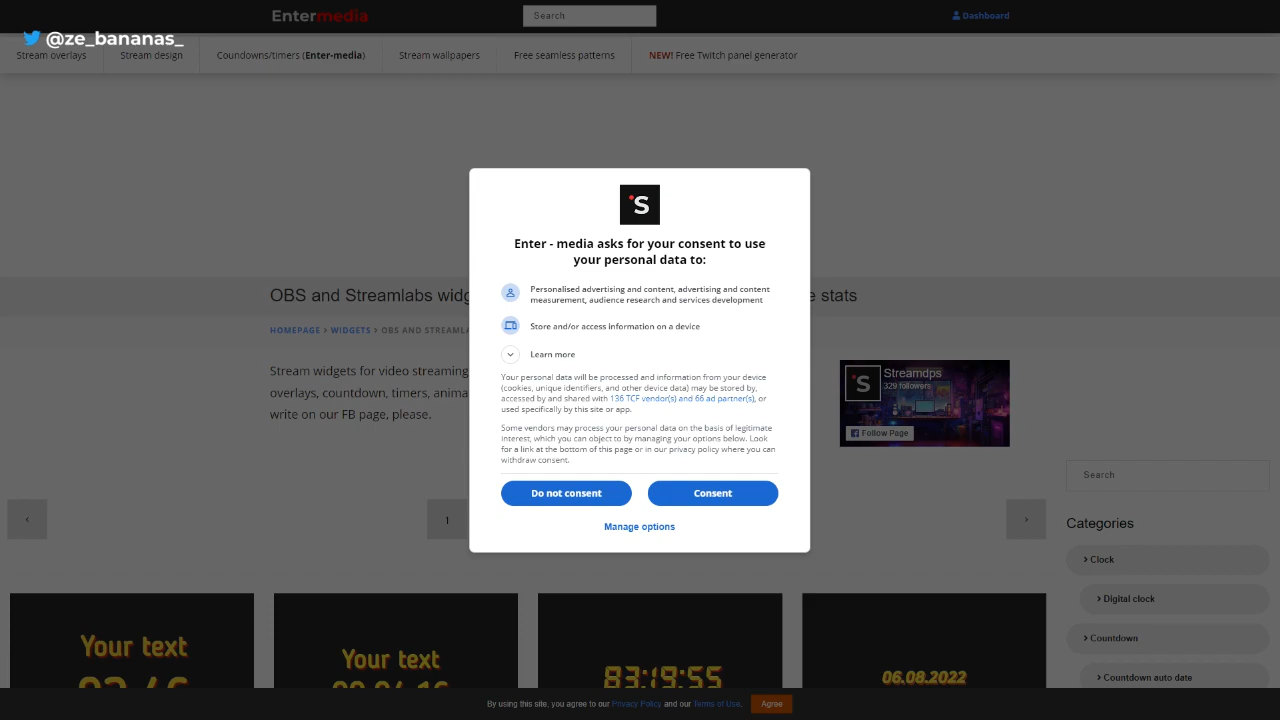 Entermedia
Search
Dashboard
@ze_bananas_
Stream overlays
Stream design
Coundowns/timers (Enter-media)
Stream wallpapers
Free seamless patterns
NEW! Free Twitch panel generator
S
Enter - media asks for your consent to use
your personal data to:
Personalised advertising and content, advertising and content
measurement, audience research and services development
Store and/or access information on a device
Learn more
Your personal data will be processed and information from your device
(cookies, unique identifiers, and other device data) may be stored by,
accessed by and shared with 136 TCF vendor(s) and 66 ad partner(s), or
used specifically by this site or app.
Some vendors may process your personal data on the basis of legitimate
interest, which you can object to by managing your options below. Look
for a link at the bottom of this page or in our privacy policy where you can
withdraw consent.
Do not consent
Consent
Manage options
OBS and Streamlabs widg
e stats
HOMEPAGE > WIDGETS > OBS AND STREAMLA
Stream widgets for video streaming
overlays, countdown, timers, anima
write on our FB page, please.
S
Streamdps
329 followers
Follow Page
Search
‹
1
›
Categories
> Clock
> Digital clock
> Countdown
> Countdown auto date
Your text
Your text
83:19:55
06.08.2022
By using this site, you agree to our Privacy Policy and our Terms of Use.
Agree